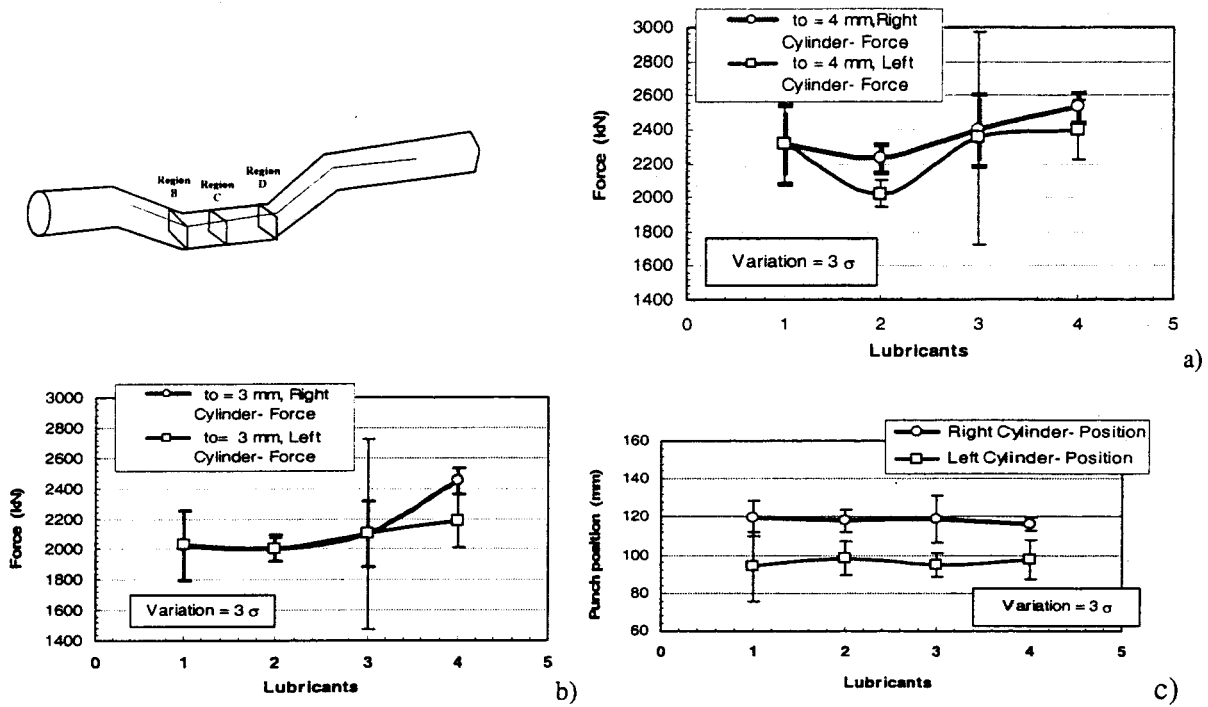 Region
B
Region
C
Region
D
to = 4 mm,Right
Cylinder- Force
to = 4 mm, Left
Cylinder- Force
Force (kN)
3000
2800
2600
2400
2200
2000
1800
1600
1400
Variation = 3 σ
0 1 2 3 4 5
Lubricants
a)
to = 3 mm, Right
Cylinder- Force
to= 3 mm, Left
Cylinder- Force
Force (kN)
3000
2800
2600
2400
2200
2000
1800
1600
1400
Variation = 3 σ
0 1 2 3 4 5
Lubricants
b)
Right Cylinder- Position
Left Cylinder- Position
Punch position (mm)
160
140
120
100
80
60
Variation = 3 σ
0 1 2 3 4 5
Lubricants
c)